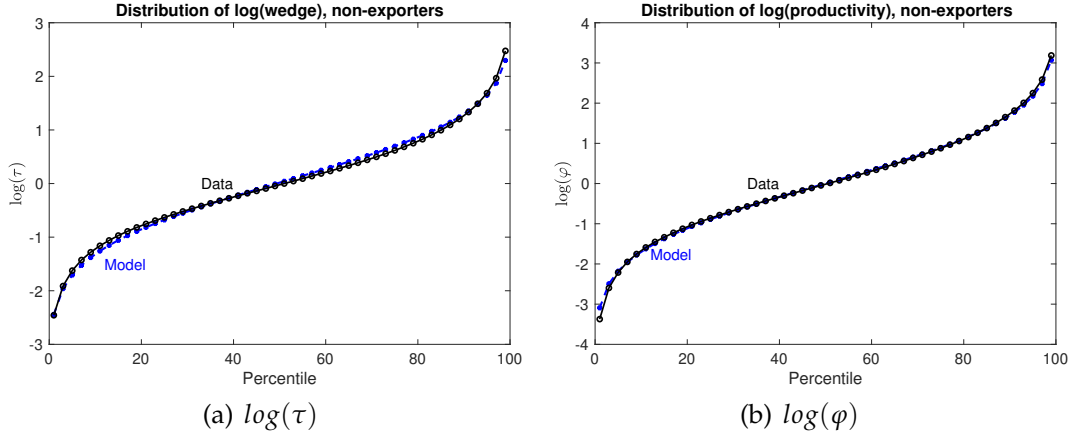 Distribution of log(wedge), non-exporters
3
2
1
0
-1
-2
-3
log(τ)
Data
Model
0 20 40 60 80 100
Percentile
(a) log(τ)
Distribution of log(productivity), non-exporters
4
3
2
1
0
-1
-2
-3
-4
log(φ)
Data
Model
0 20 40 60 80 100
Percentile
(b) log(φ)